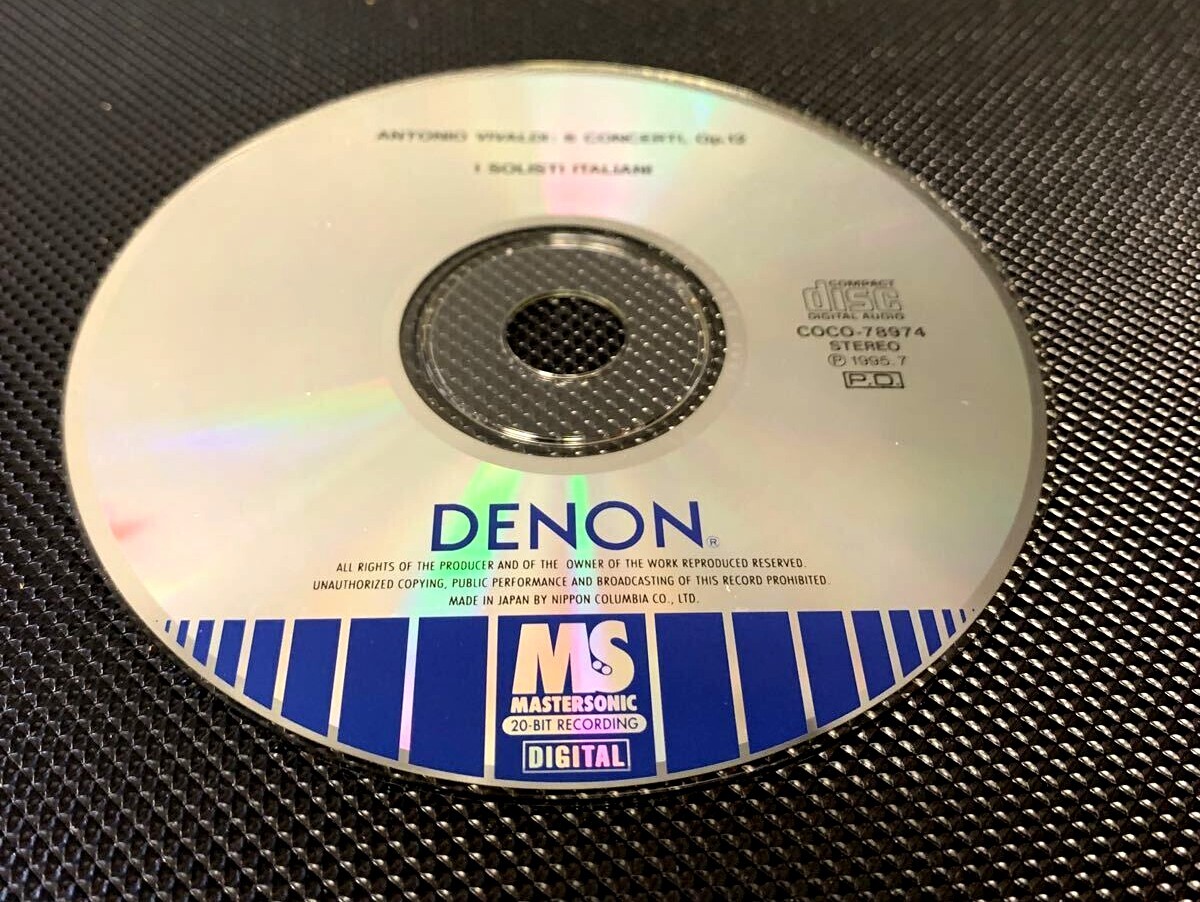 ANTONIO VIVALDI: 6 CONCERTI, Op.12
I SOLISTI ITALIANI
COMPACT
disc
DIGITAL AUDIO
COCO-78974
STEREO
Ⓟ 1995.7
P.D.
DENON®
ALL RIGHTS OF THE PRODUCER AND OF THE OWNER OF THE WORK REPRODUCED RESERVED.
UNAUTHORIZED COPYING, PUBLIC PERFORMANCE AND BROADCASTING OF THIS RECORD PROHIBITED.
MADE IN JAPAN BY NIPPON COLUMBIA CO., LTD.
MS
MASTERSONIC
20-BIT RECORDING
DIGITAL